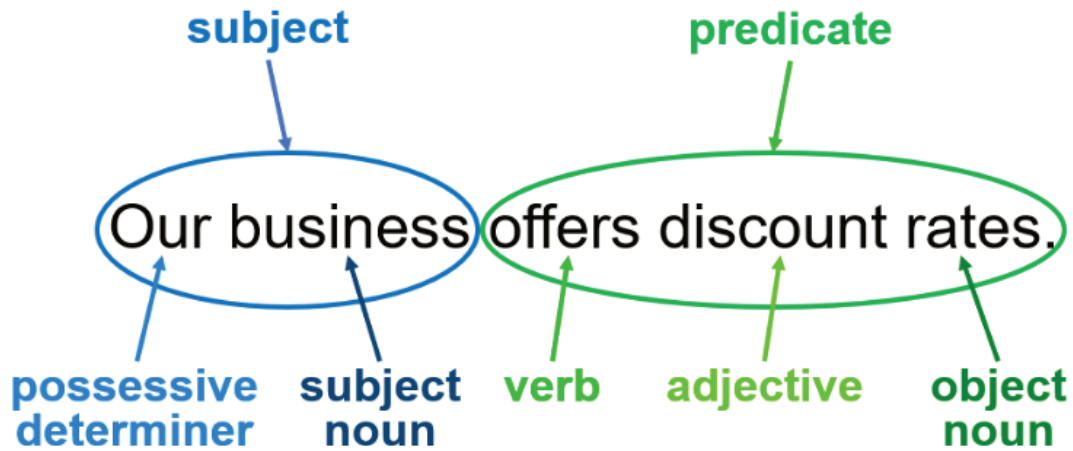 subject predicate
Our business offers discount rates.
possessive determiner
subject noun
verb
adjective
object noun